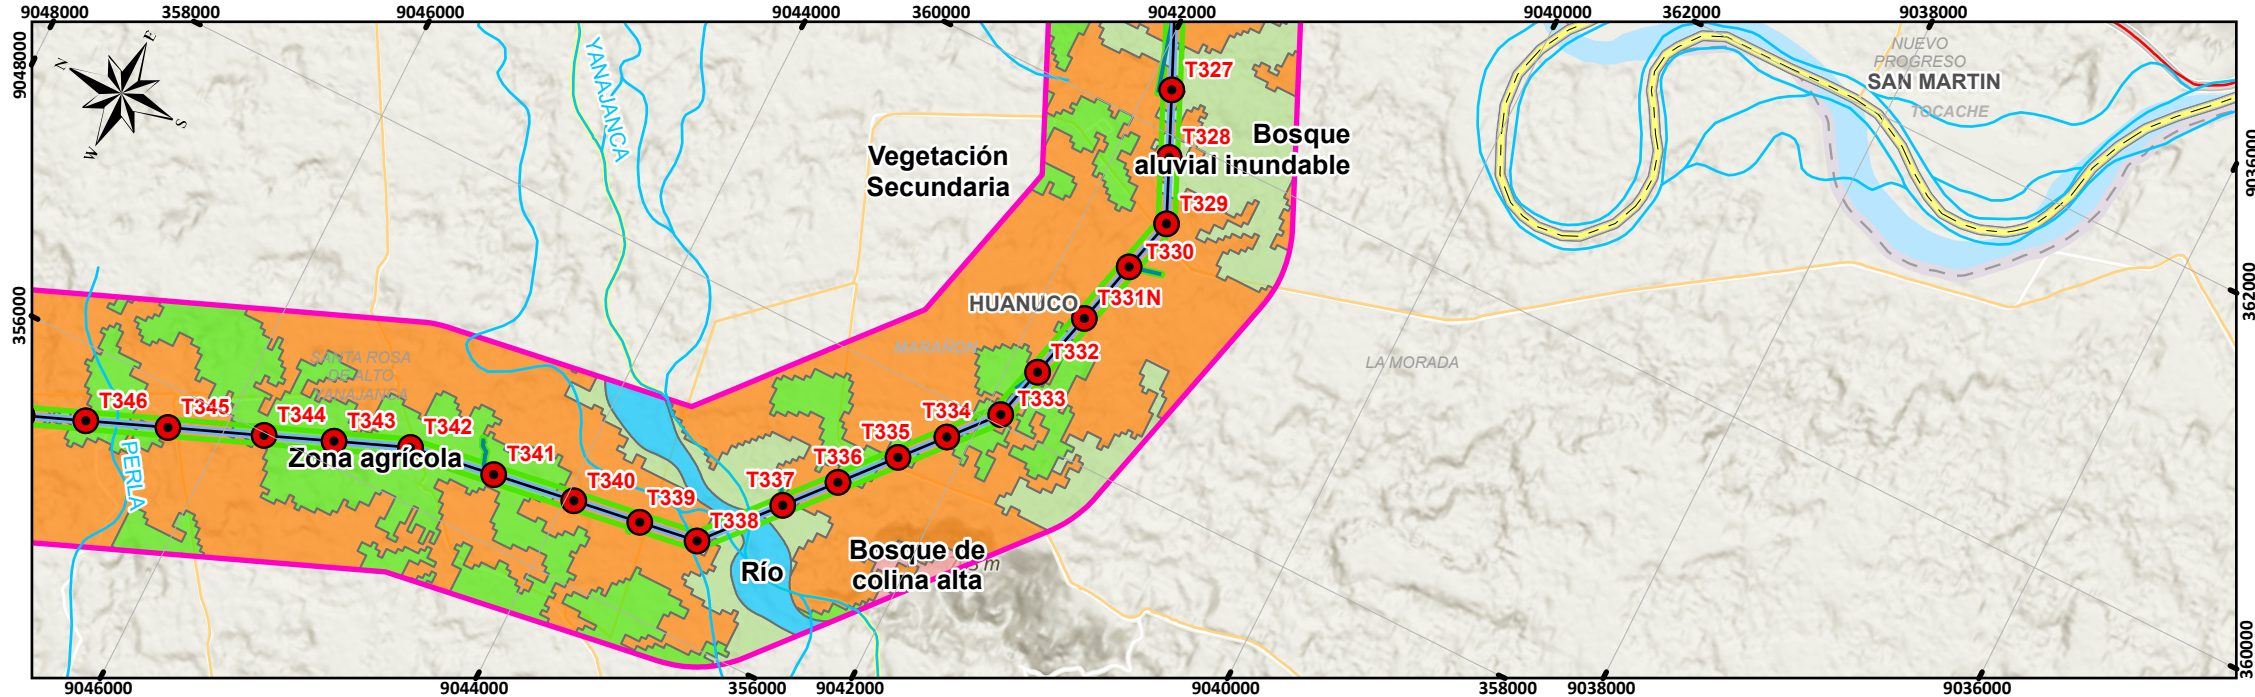 9048000
358000
9046000
9044000
360000
9042000
9040000
362000
9038000
9048000
356000
9036000
362000
360000
N
E
S
W
YANAJANCA
T327
T328
Bosque
aluvial inundable
Vegetación
Secundaria
T329
T330
HUANUCO
T331N
MARAÑON
T332
T333
T334
T335
T336
T337
T338
T339
T340
T341
T342
T343
T344
T345
T346
SANTA ROSA
DE ALTO
YANAJANCA
Zona agrícola
PERLA
Río
Bosque de
colina alta
m
LA MORADA
NUEVO
PROGRESO
SAN MARTIN
TOCACHE
9046000
9044000
356000
9042000
9040000
358000
9038000
9036000